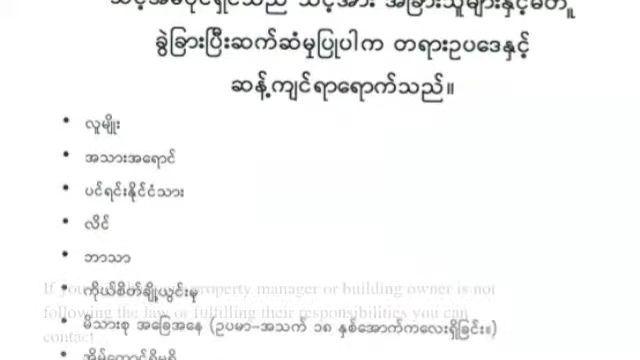 ခွဲခြားပြီးဆက်ဆံမှုပြုပါက တရားဥပဒေနှင့်
ဆန့်ကျင်ရာရောက်သည်။
• လူမျိုး
• အသားအရောင်
• ပင်ရင်းနိုင်ငံသား
• လိင်
• ဘာသာ
• ကိုယ်စိတ်ချို့ယွင်းမှု
If you property manager or building owner is not
following the law or fulfilling their responsibilities you can
contact...
• မိသားစု အခြေအနေ (ဥပမာ-အသက် ၁၈ နှစ်အောက်ကလေးရှိခြင်း။)